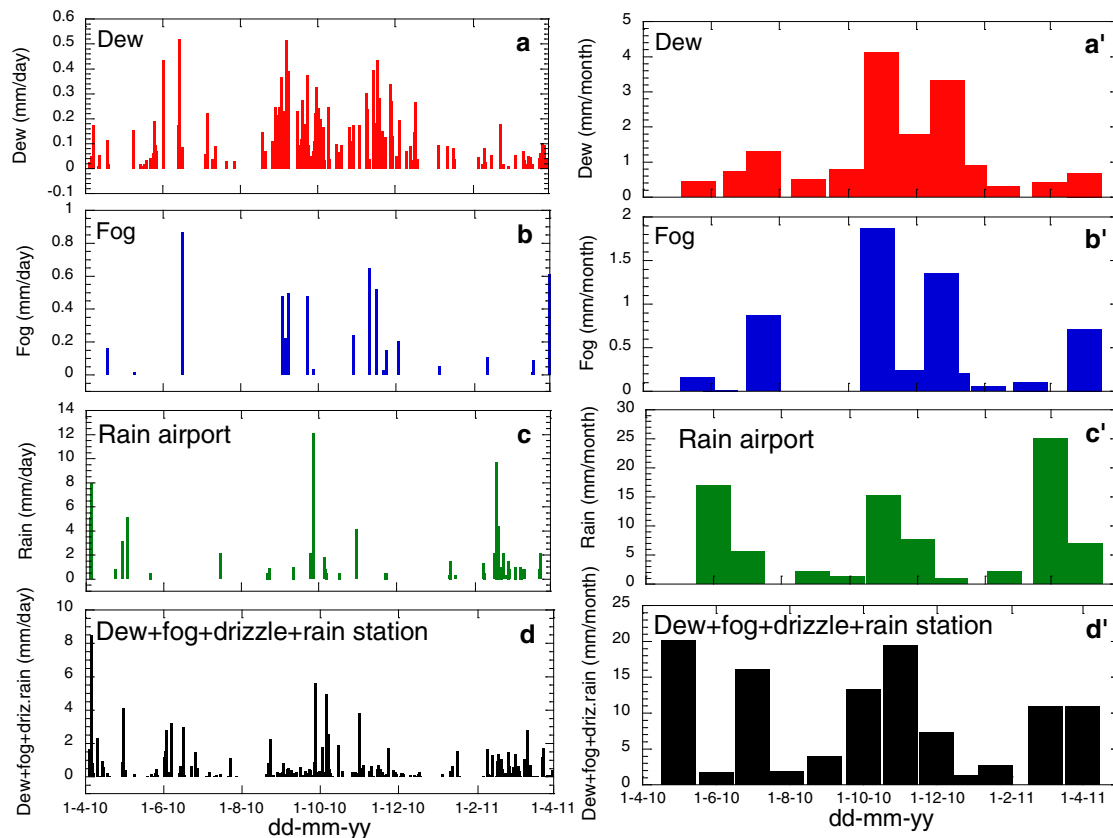 0.6
0.5
0.4
0.3
0.2
0.1
0
-0.1
Dew (mm/day)
Dew
a
5
4
3
2
1
0
Dew (mm/month)
Dew
a'
1
0.8
0.6
0.4
0.2
0
Fog (mm/day)
Fog
b
2
1.5
1
0.5
0
Fog (mm/month)
Fog
b'
14
12
10
8
6
4
2
0
Rain (mm/day)
Rain airport
c
30
25
20
15
10
5
0
Rain (mm/month)
Rain airport
c'
10
8
6
4
2
0
Dew+fog+driz.rain (mm/day)
Dew+fog+drizzle+rain station
d
1-4-10 1-6-10 1-8-10 1-10-10 1-12-10 1-2-11 1-4-11
dd-mm-yy
25
20
15
10
5
0
Dew+fog+driz.rain (mm/month)
Dew+fog+drizzle+rain station
d'
1-4-10 1-6-10 1-8-10 1-10-10 1-12-10 1-2-11 1-4-11
dd-mm-yy